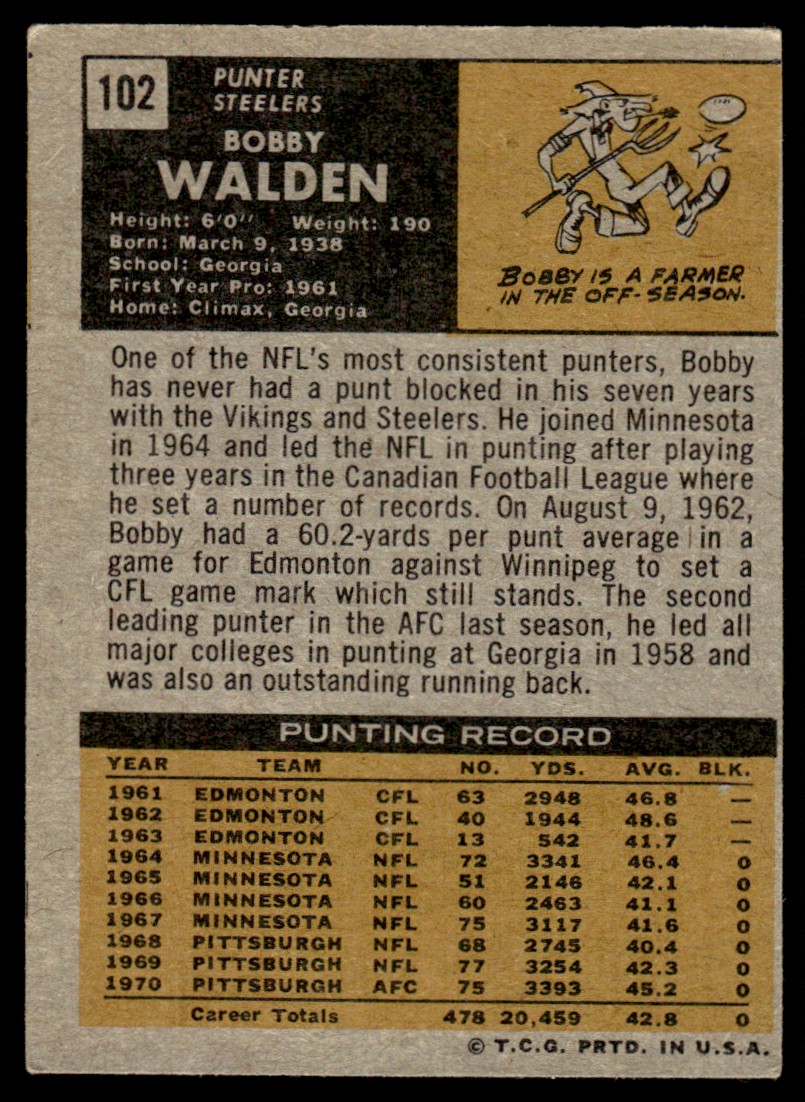 102
PUNTER
STEELERS
BOBBY
WALDEN
Height: 6'0" Weight: 190
Born: March 9, 1938
School: Georgia
First Year Pro: 1961
Home: Climax, Georgia
BOBBY IS A FARMER
IN THE OFF-SEASON.
One of the NFL's most consistent punters, Bobby
has never had a punt blocked in his seven years
with the Vikings and Steelers. He joined Minnesota
in 1964 and led the NFL in punting after playing
three years in the Canadian Football League where
he set a number of records. On August 9, 1962,
Bobby had a 60.2-yards per punt average in a
game for Edmonton against Winnipeg to set a
CFL game mark which still stands. The second
leading punter in the AFC last season, he led all
major colleges in punting at Georgia in 1958 and
was also an outstanding running back.
PUNTING RECORD
YEAR TEAM NO. YDS. AVG. BLK.
1961 EDMONTON CFL 63 2948 46.8 —
1962 EDMONTON CFL 40 1944 48.6 —
1963 EDMONTON CFL 13 542 41.7 —
1964 MINNESOTA NFL 72 3341 46.4 0
1965 MINNESOTA NFL 51 2146 42.1 0
1966 MINNESOTA NFL 60 2463 41.1 0
1967 MINNESOTA NFL 75 3117 41.6 0
1968 PITTSBURGH NFL 68 2745 40.4 0
1969 PITTSBURGH NFL 77 3254 42.3 0
1970 PITTSBURGH AFC 75 3393 45.2 0
Career Totals 478 20,459 42.8 0
© T.C.G. PRTD. IN U.S.A.